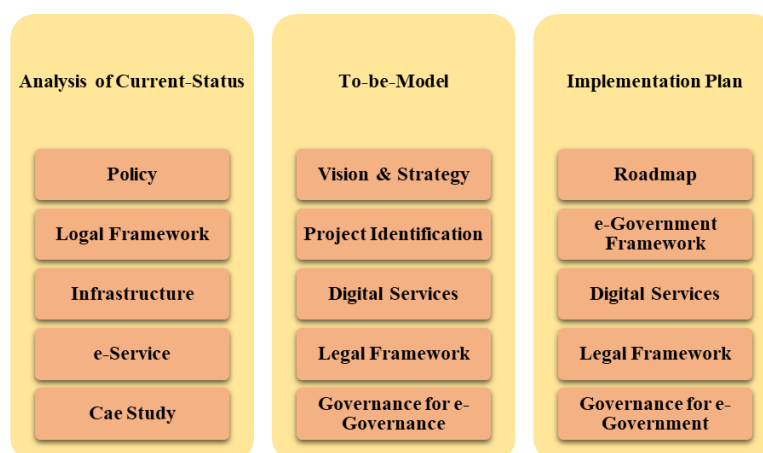 Analysis of Current-Status
Policy
Logal Framework
Infrastructure
e-Service
Cae Study
To-be-Model
Vision & Strategy
Project Identification
Digital Services
Legal Framework
Governance for e-
Governance
Implementation Plan
Roadmap
e-Government
Framework
Digital Services
Legal Framework
Governance for e-
Government